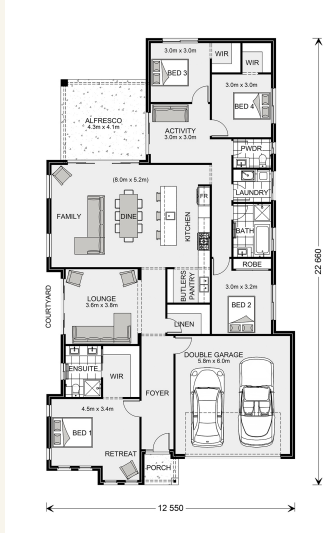 3.0m x 3.0m
WIR
BED 3
WIR
3.0m x 3.0m
BED 4
ALFRESCO
4.3m x 4.1m
ACTIVITY
3.0m x 3.0m
PWDR
(8.0m x 5.2m)
LAUNDRY
FR
FAMILY
DINE
KITCHEN
BATH
ROBE
22 660
BUTLERS
PANTRY
3.0m x 3.2m
COURTYARD
LOUNGE
3.6m x 3.8m
BED 2
LINEN
DOUBLE GARAGE
5.8m x 6.0m
ENSUITE
WIR
FOYER
4.5m x 3.4m
BED 1
RETREAT
PORCH
12 550